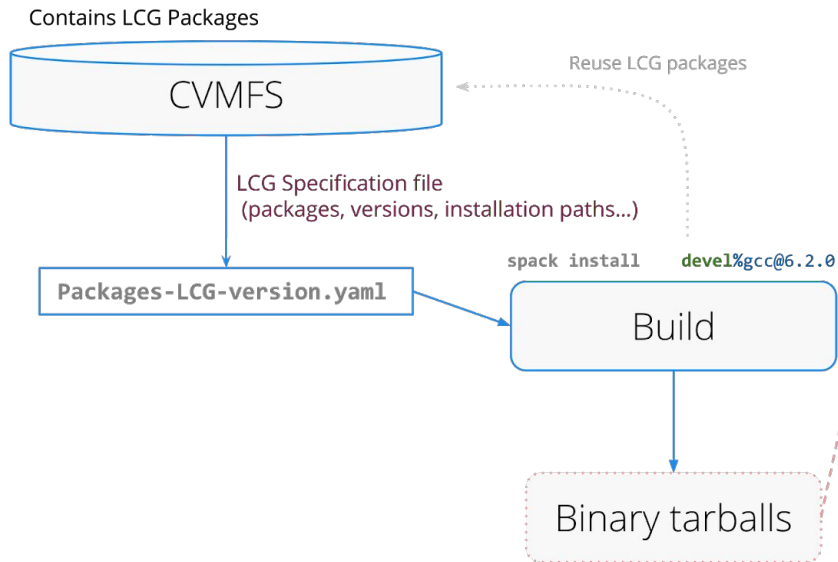 Contains LCG Packages
CVMFS
Reuse LCG packages
LCG Specification file
(packages, versions, installation paths...)
spack install devel%gcc@6.2.0
Packages-LCG-version.yaml
Build
Binary tarballs